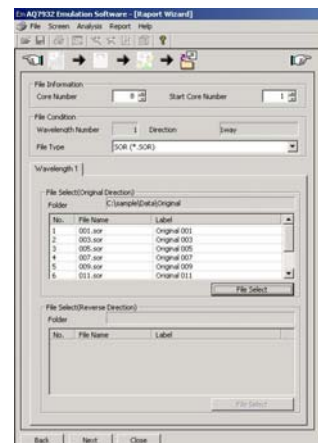 AQ7932 Emulation Software - [Report Wizard]
File Screen Analysis Report Help
File Information
Core Number 8 Start Core Number 1
File Condition
Wavelength Number 1 Direction 1way
File Type SOR (*.SOR)
Wavelength 1
File Select(Original Direction)
Folder C:\sample\Data\Original
No. File Name Label
1 001.sor Original 001
2 003.sor Original 003
3 005.sor Original 005
4 007.sor Original 007
5 009.sor Original 009
6 011.sor Original 011
File Select
File Select(Reverse Direction)
Folder
No. File Name Label
File Select
Back Next Close